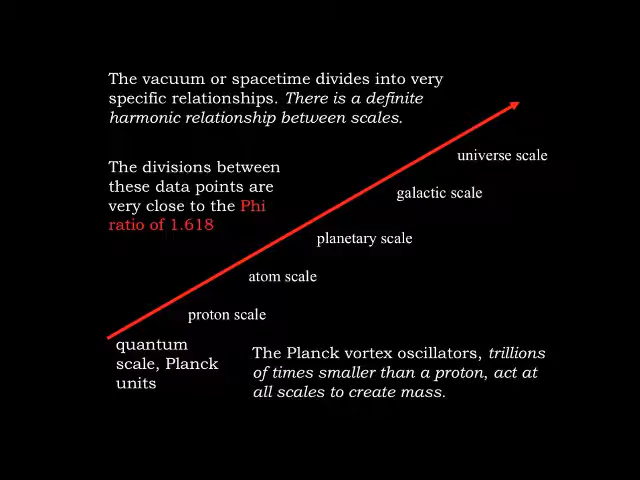 The vacuum or spacetime divides into very
specific relationships. There is a definite
harmonic relationship between scales.
universe scale
The divisions between
these data points are
very close to the Phi
ratio of 1.618
galactic scale
planetary scale
atom scale
proton scale
quantum
scale, Planck
units
The Planck vortex oscillators, trillions
of times smaller than a proton, act at
all scales to create mass.